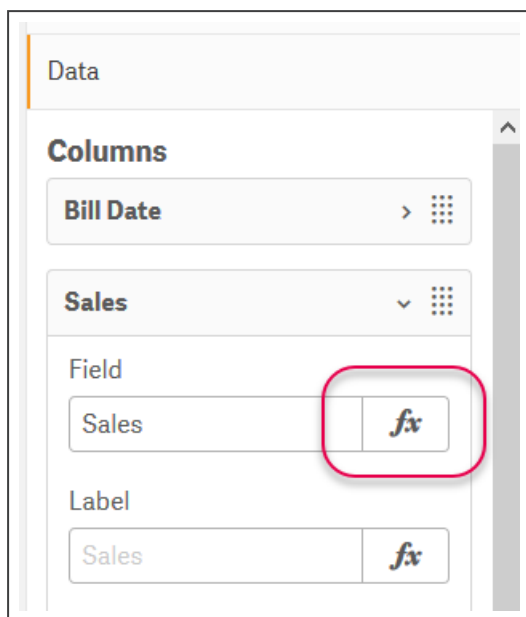 Data
Columns
Bill Date
Sales
Field
Sales fx
Label
Sales fx